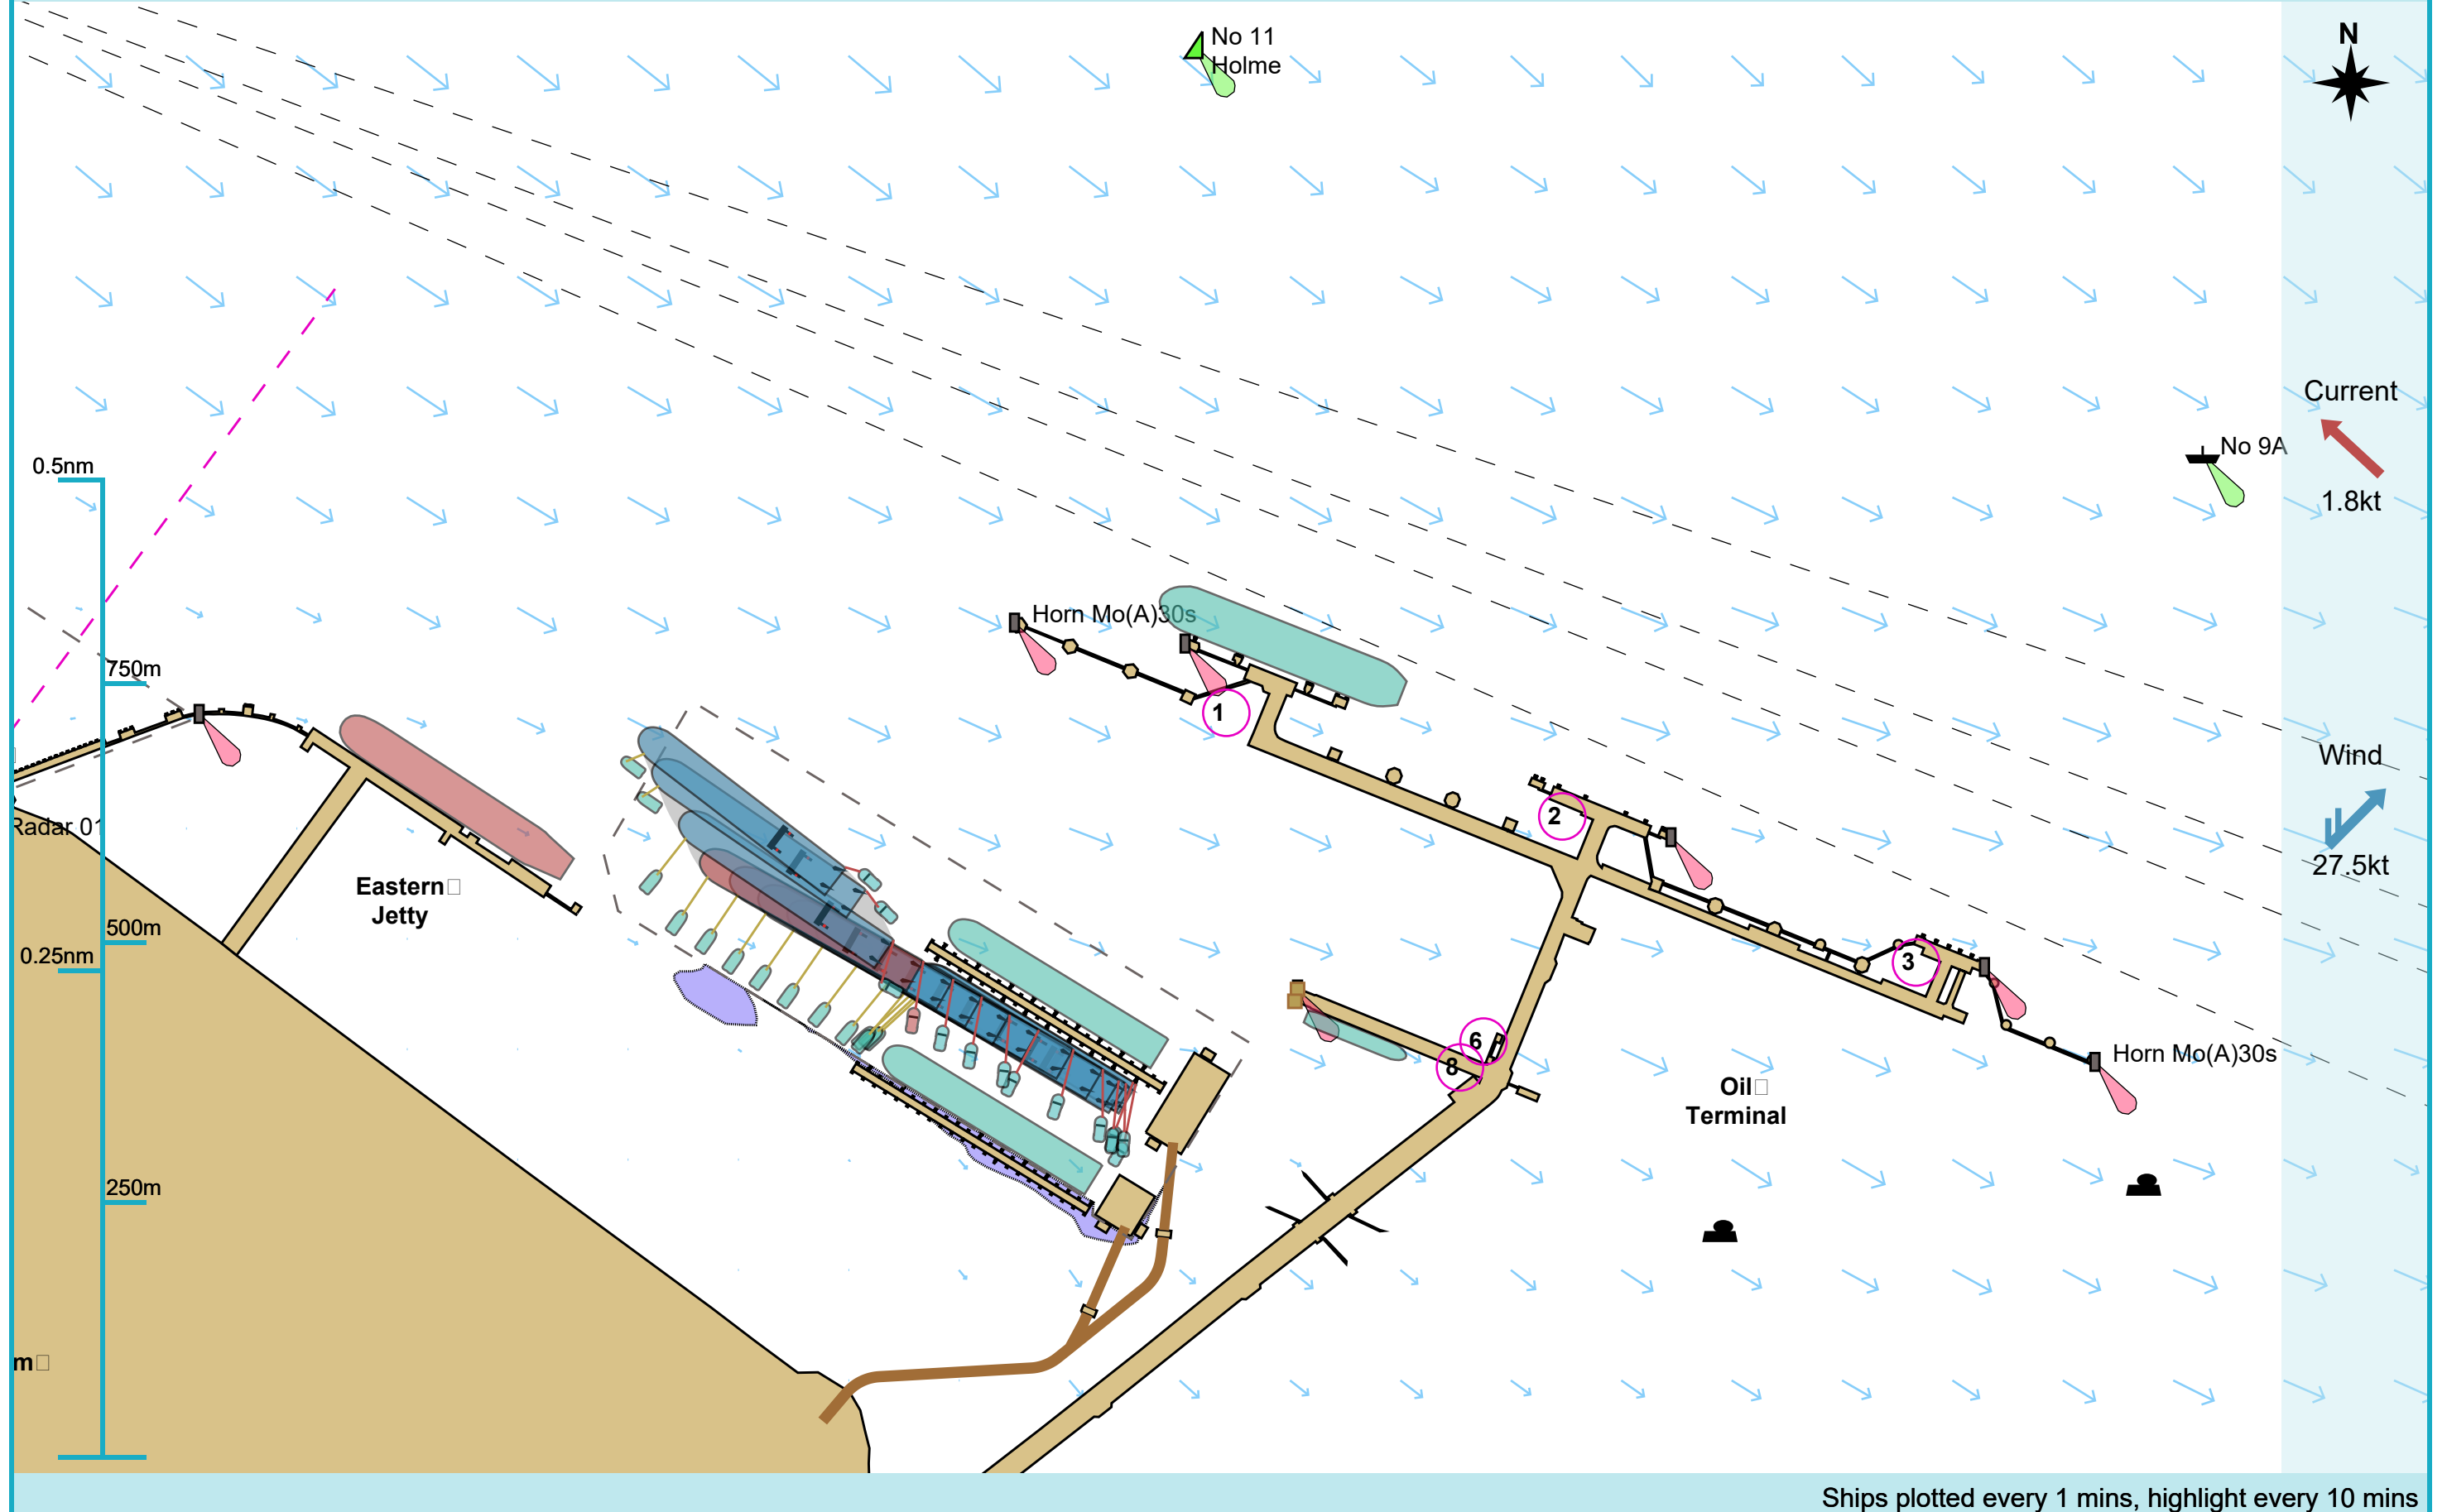 No 11
Holme
N
Current
1.8kt
No 9A
0.5nm
Horn Mo(A)30s
750m
1
Wind
27.5kt
2
Radar 01
Eastern
Jetty
500m
0.25nm
3
6
8
Horn Mo(A)30s
Oil
Terminal
250m
m
Ships plotted every 1 mins, highlight every 10 mins